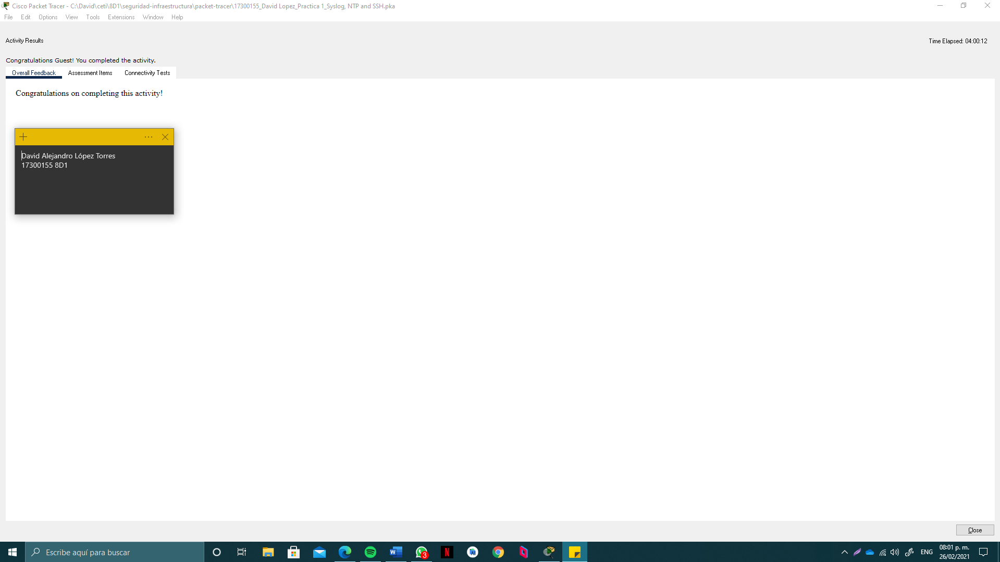 Cisco Packet Tracer - C:\David\ceti\8D1\seguridad-infraestructura\packet-tracer\17300155_David Lopez_Practica 1_Syslog, NTP and SSH.pka
File Edit Options View Tools Extensions Window Help
Activity Results
Time Elapsed: 04:00:12
Congratulations Guest! You completed the activity.
Overall Feedback Assessment Items Connectivity Tests
Congratulations on completing this activity!
David Alejandro López Torres
17300155 8D1
Close
Escribe aquí para buscar
3
ENG
08:01 p. m.
26/02/2021